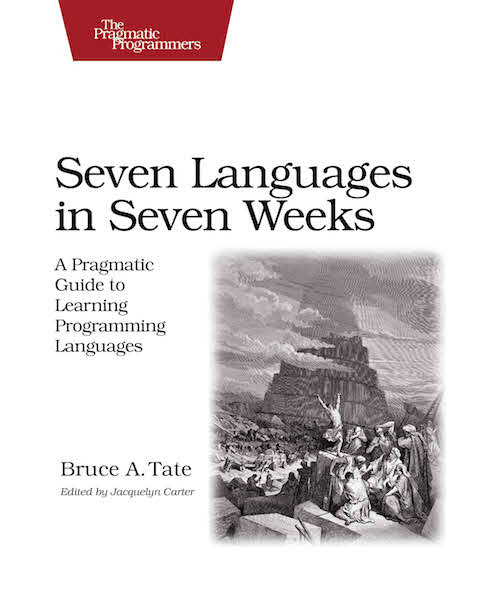 The
Pragmatic
Programmers
Seven Languages
in Seven Weeks
A Pragmatic
Guide to
Learning
Programming
Languages
Bruce A. Tate
Edited by Jacquelyn Carter